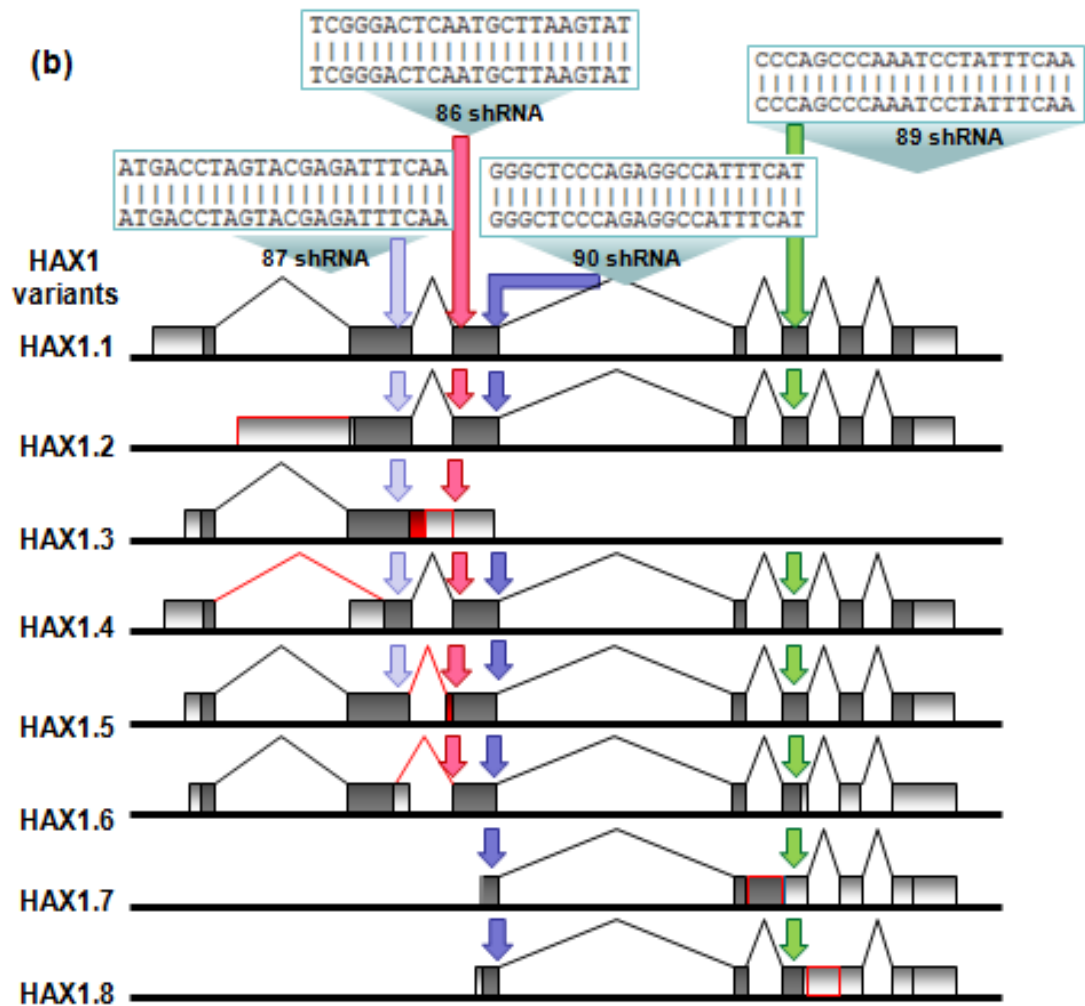 (b)
TCGGGACTCAATGCTTAAGTAT
TCGGGACTCAATGCTTAAGTAT
86 shRNA
CCCAGCCCAAATCCTATTTCAA
CCCAGCCCAAATCCTATTTCAA
89 shRNA
ATGACCTAGTACGAGATTTCAA
ATGACCTAGTACGAGATTTCAA
87 shRNA
GGGCTCCCAGAGGCCATTTCAT
GGGCTCCCAGAGGCCATTTCAT
90 shRNA
HAX1
variants
HAX1.1
HAX1.2
HAX1.3
HAX1.4
HAX1.5
HAX1.6
HAX1.7
HAX1.8